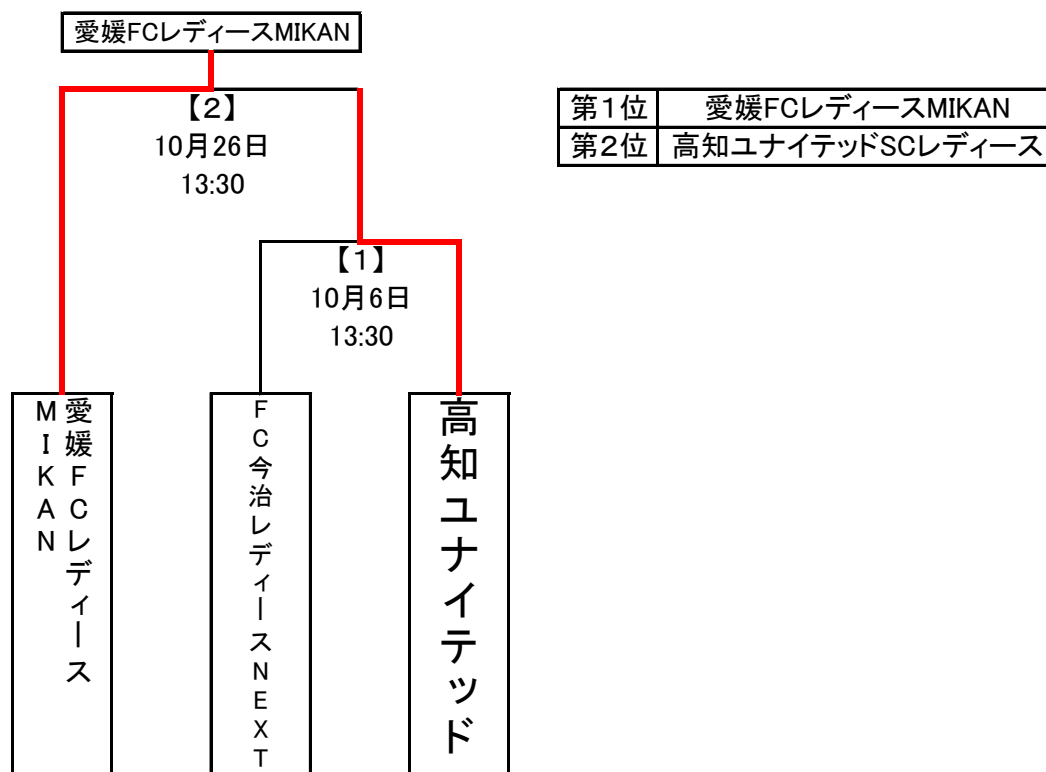 愛媛FCレディースMIKAN
【2】
10月26日
13:30
第1位 愛媛FCレディースMIKAN
第2位 高知ユナイテッドSCレディース
【1】
10月6日
13:30
愛媛FCレディース
MIKAN
FC今治レディースNEXT
高知ユナイテッド